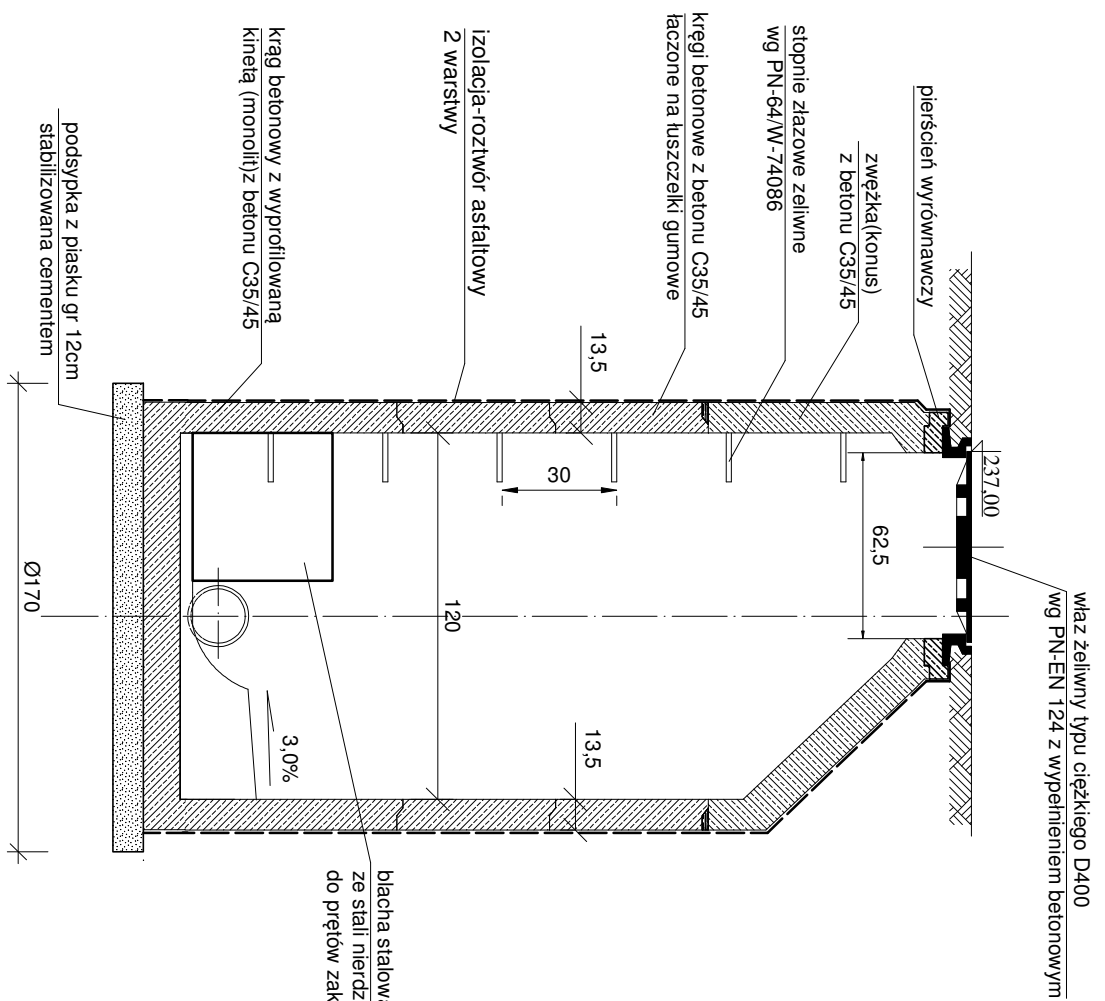 właz żeliwny typu ciężkiego D400
wg PN-EN 124 z wypełnieniem betonowym
237,00
pierścień wyrównawczy
zwężka(konus)
z betonu C35/45
stopnie złazowe zeliwne
wg PN-64/W-74086
kręgi betonowe z betonu C35/45
łaczone na łuszczelki gumowe
izolacja-roztwór asfaltowy
2 warstwy
krąg betonowy z wyprofilowaną
kinetą (monolit)z betonu C35/45
podsypka z piasku gr 12cm
stabilizowana cementem
62,5
13,5
30
120
13,5
3,0%
Ø170
blacha stalowa
ze stali nierdz
do prętów zak